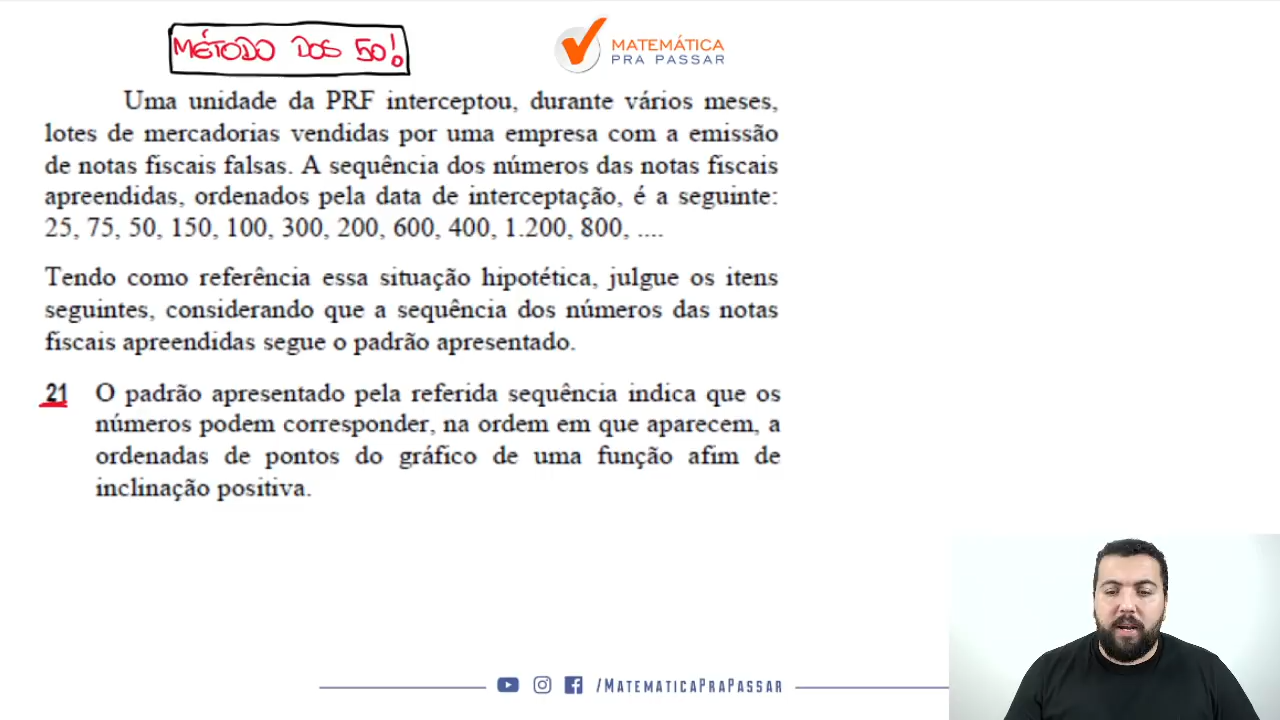 MÉTODO DOS 50!
MATEMÁTICA
PRA PASSAR
Uma unidade da PRF interceptou, durante vários meses,
lotes de mercadorias vendidas por uma empresa com a emissão
de notas fiscais falsas. A sequência dos números das notas fiscais
apreendidas, ordenados pela data de interceptação, é a seguinte:
25, 75, 50, 150, 100, 300, 200, 600, 400, 1.200, 800, ....
Tendo como referência essa situação hipotética, julgue os itens
seguintes, considerando que a sequência dos números das notas
fiscais apreendidas segue o padrão apresentado.
21 O padrão apresentado pela referida sequência indica que os
números podem corresponder, na ordem em que aparecem, a
ordenadas de pontos do gráfico de uma função afim de
inclinação positiva.
/MATEMATICAPRAPASSAR